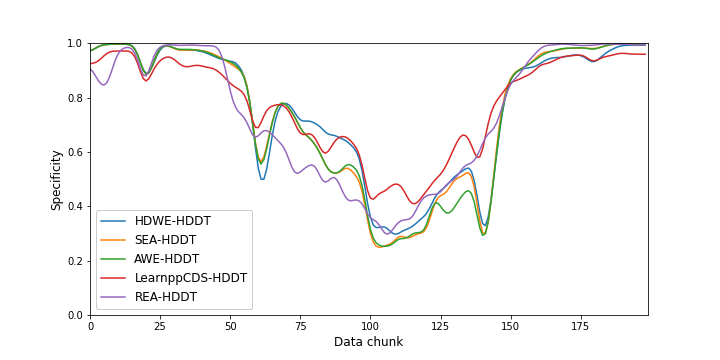 1.0
0.8
0.6
0.4
0.2
0.0
Specificity
HDWE-HDDT
SEA-HDDT
AWE-HDDT
LearnppCDS-HDDT
REA-HDDT
0 25 50 75 100 125 150 175
Data chunk